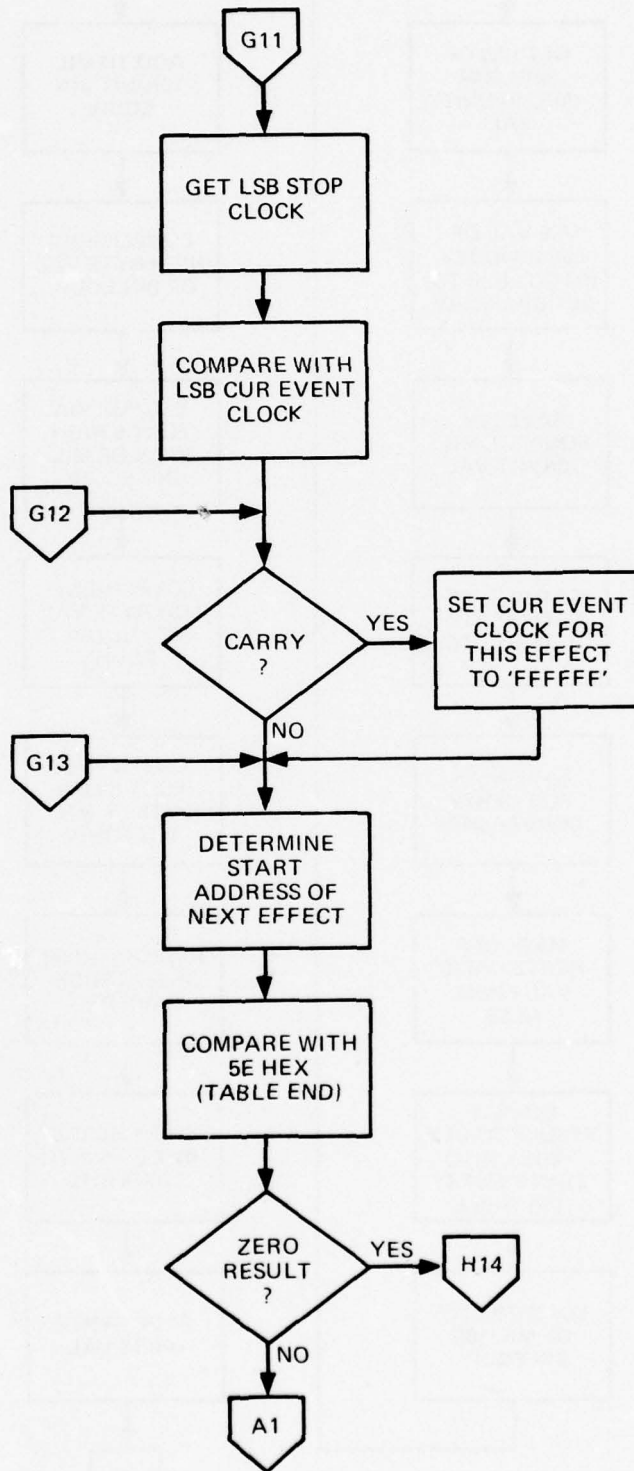 G11
GET LSB STOP
CLOCK
COMPARE WITH
LSB CUR EVENT
CLOCK
G12
CARRY
?
YES
SET CUR EVENT
CLOCK FOR
THIS EFFECT
TO 'FFFFFF'
NO
G13
DETERMINE
START
ADDRESS OF
NEXT EFFECT
COMPARE WITH
5E HEX
(TABLE END)
ZERO
RESULT
?
YES
H14
NO
A1